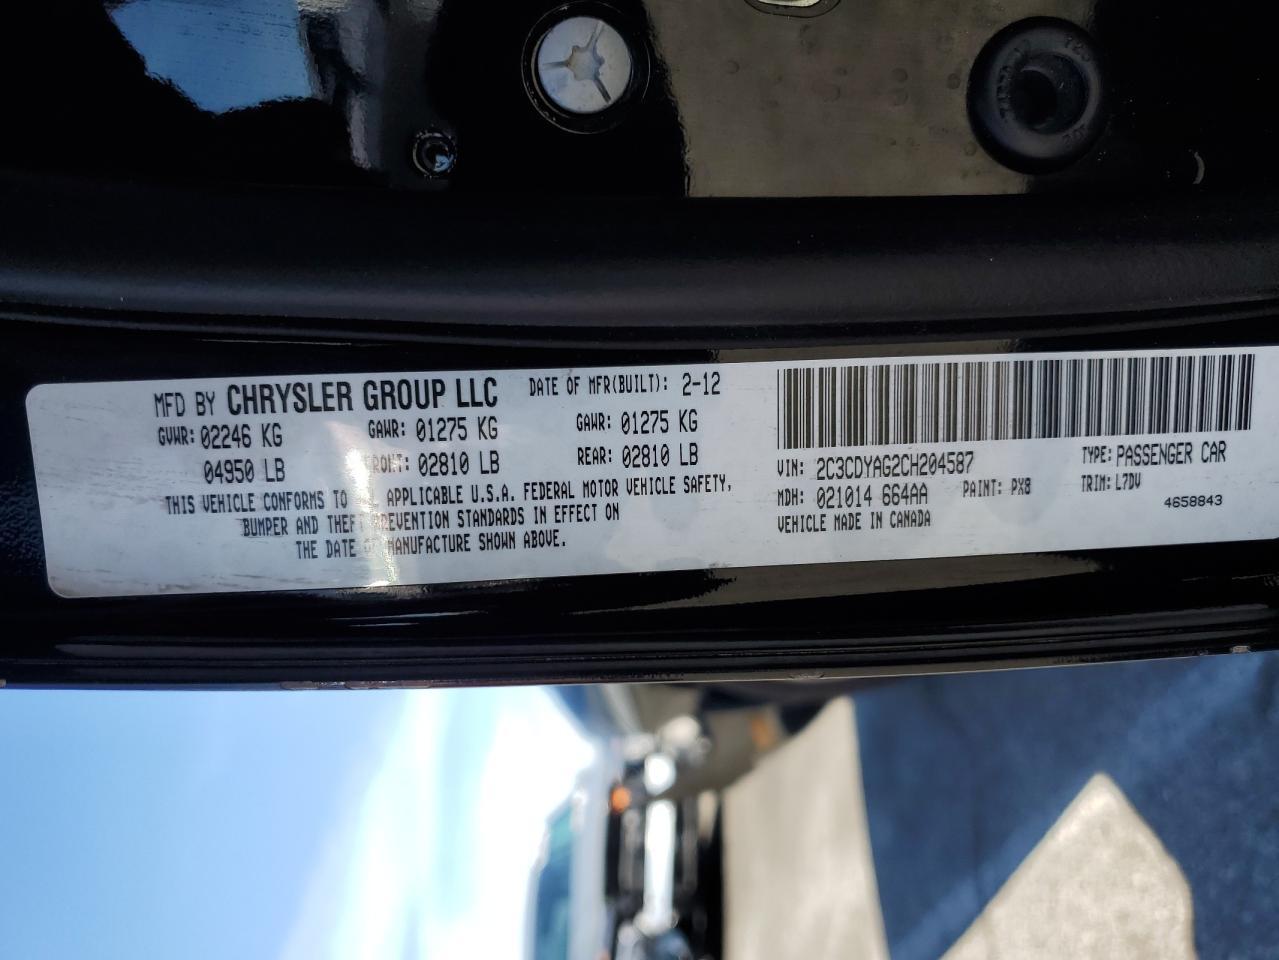 MFD BY CHRYSLER GROUP LLC DATE OF MFR(BUILT): 2-12
GVWR: 02246 KG GAWR: 01275 KG GAWR: 01275 KG
04950 LB FRONT: 02810 LB REAR: 02810 LB
THIS VEHICLE CONFORMS TO ALL APPLICABLE U.S.A. FEDERAL MOTOR VEHICLE SAFETY,
BUMPER AND THEFT PREVENTION STANDARDS IN EFFECT ON
THE DATE OF MANUFACTURE SHOWN ABOVE.
VIN: 2C3CDYAG2CH204587 TYPE: PASSENGER CAR
MDH: 021014 664AA PAINT: PX8 TRIM: L7DV
VEHICLE MADE IN CANADA 4658843